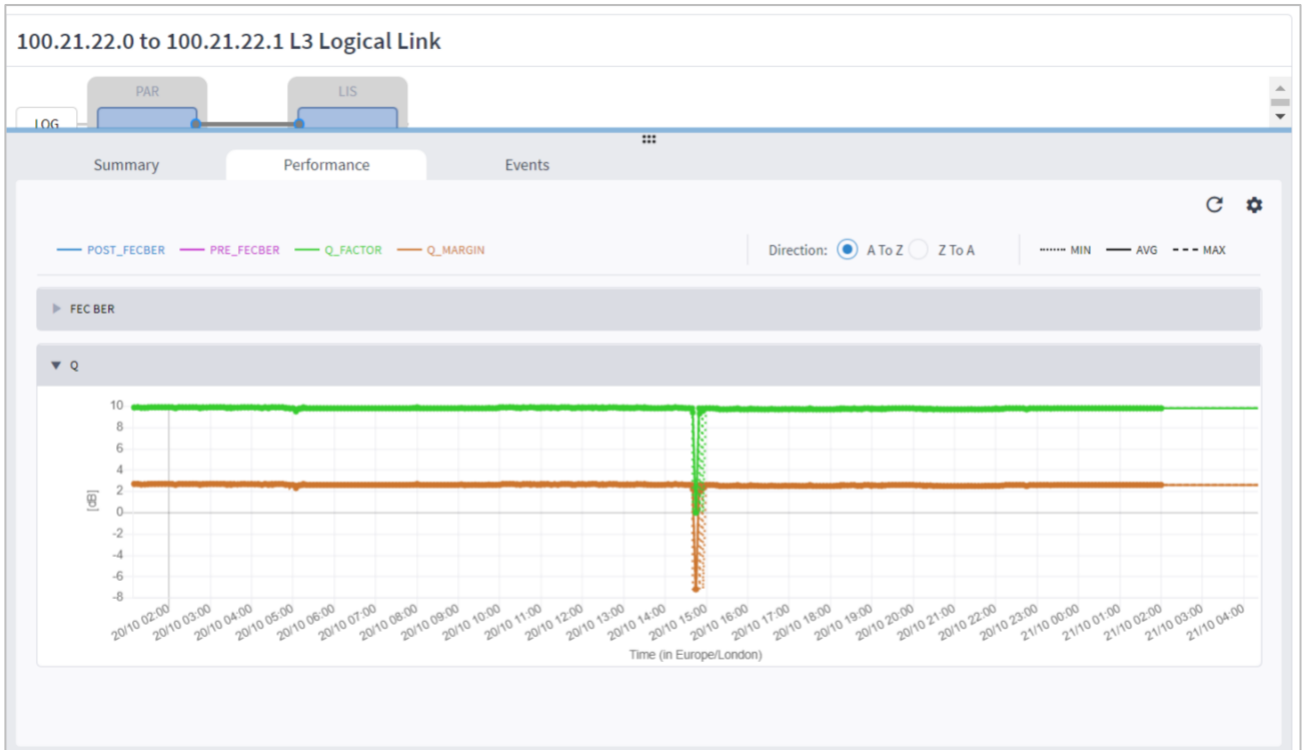 100.21.22.0 to 100.21.22.1 L3 Logical Link
PAR LIS
LOG
Summary Performance Events
POST_FECBER PRE_FECBER Q_FACTOR Q_MARGIN Direction: A To Z Z To A MIN AVG MAX
FEC BER
Q
10
8
6
4
2
0
-2
-4
-6
-8
[dB]
20/10 02:00 20/10 03:00 20/10 04:00 20/10 05:00 20/10 06:00 20/10 07:00 20/10 08:00 20/10 09:00 20/10 10:00 20/10 11:00 20/10 12:00 20/10 13:00 20/10 14:00 20/10 15:00 20/10 16:00 20/10 17:00 20/10 18:00 20/10 19:00 20/10 20:00 20/10 21:00 20/10 22:00 20/10 23:00 21/10 00:00 21/10 01:00 21/10 02:00 21/10 03:00 21/10 04:00
Time (in Europe/London)